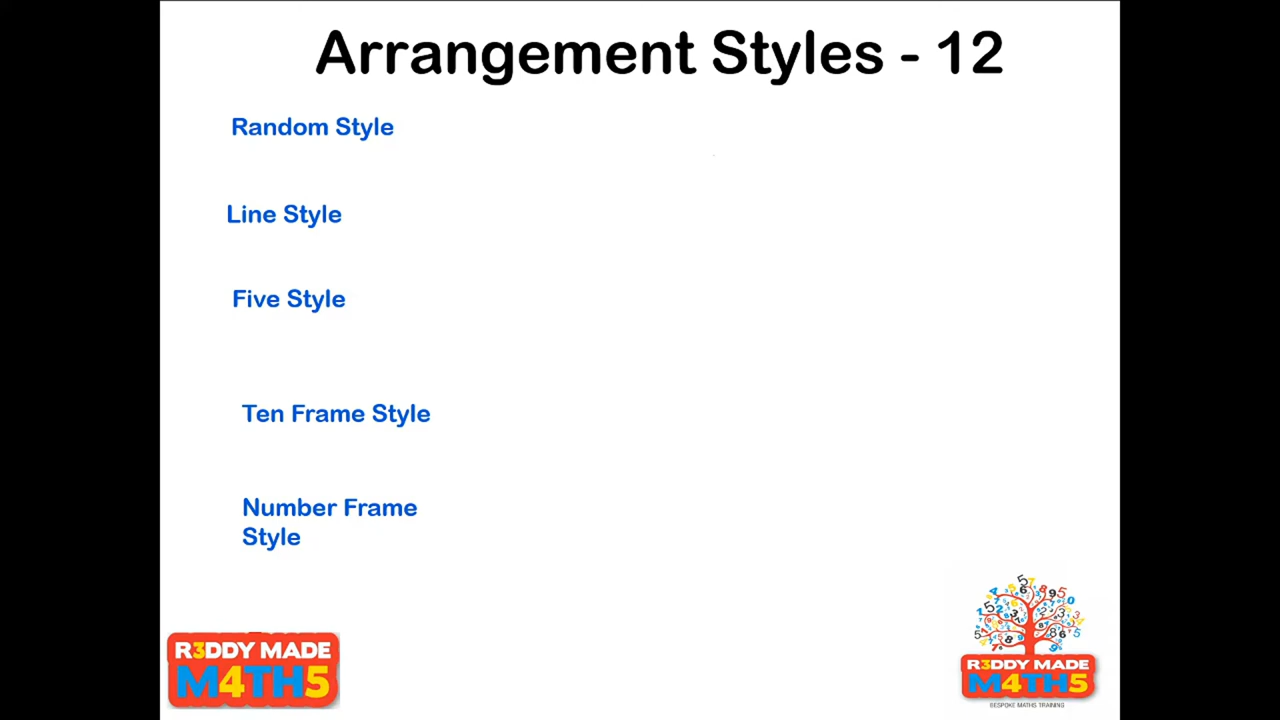 Arrangement Styles - 12
Random Style
Line Style
Five Style
Ten Frame Style
Number Frame
Style
R3DDY MADE
M4TH5
R3DDY MADE
M4TH5
BESPOKE MATHS TRAINING